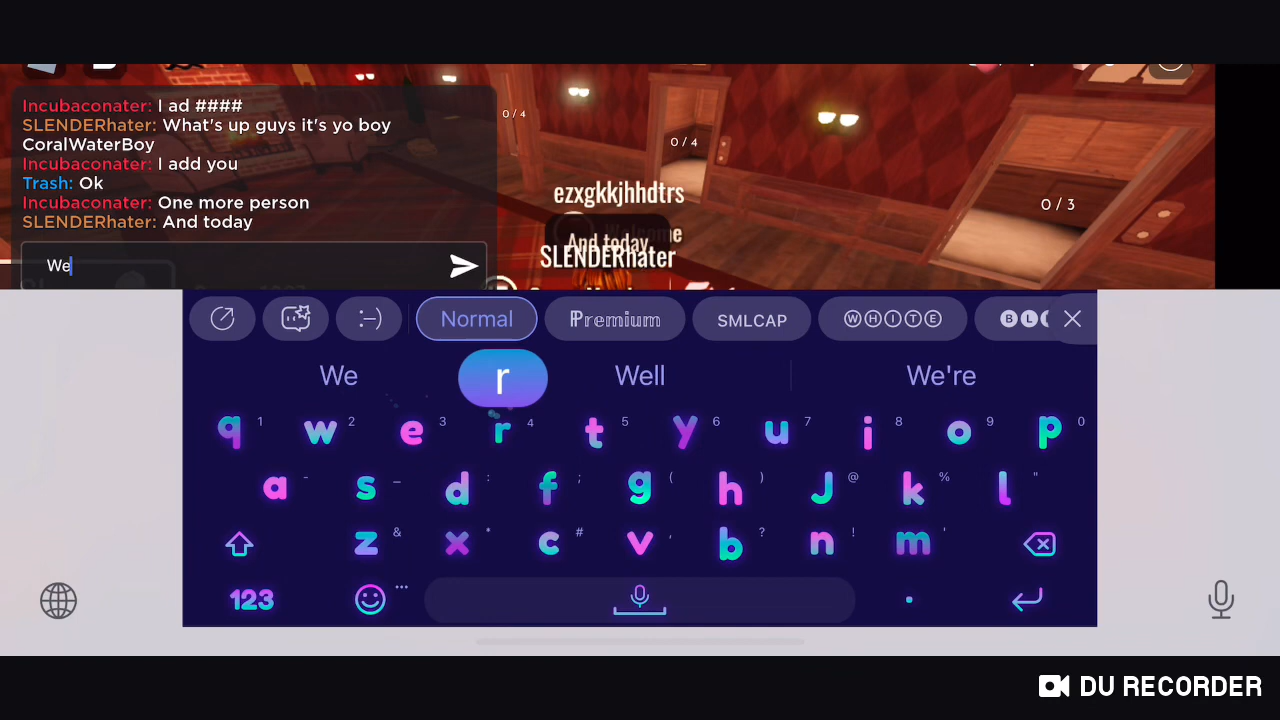 Incubaconater: I ad ####
SLENDERhater: What's up guys it's yo boy
CoralWaterBoy
Incubaconater: I add you
Trash: Ok
Incubaconater: One more person
SLENDERhater: And today
We
0 / 4
0 / 4
0 / 3
ezxgkkjhhdtrs
Welcome
And today
SLENDERhater
:-) Normal Premium SMLCAP WHITE
We r Well We're
q 1 w 2 e 3 r 4 t 5 y 6 u 7 i 8 o 9 p 0
a - s _ d : f ; g ( h ) J @ k % l "
z & x * c # v , b ? n ! m '
123 ... .
DU RECORDER